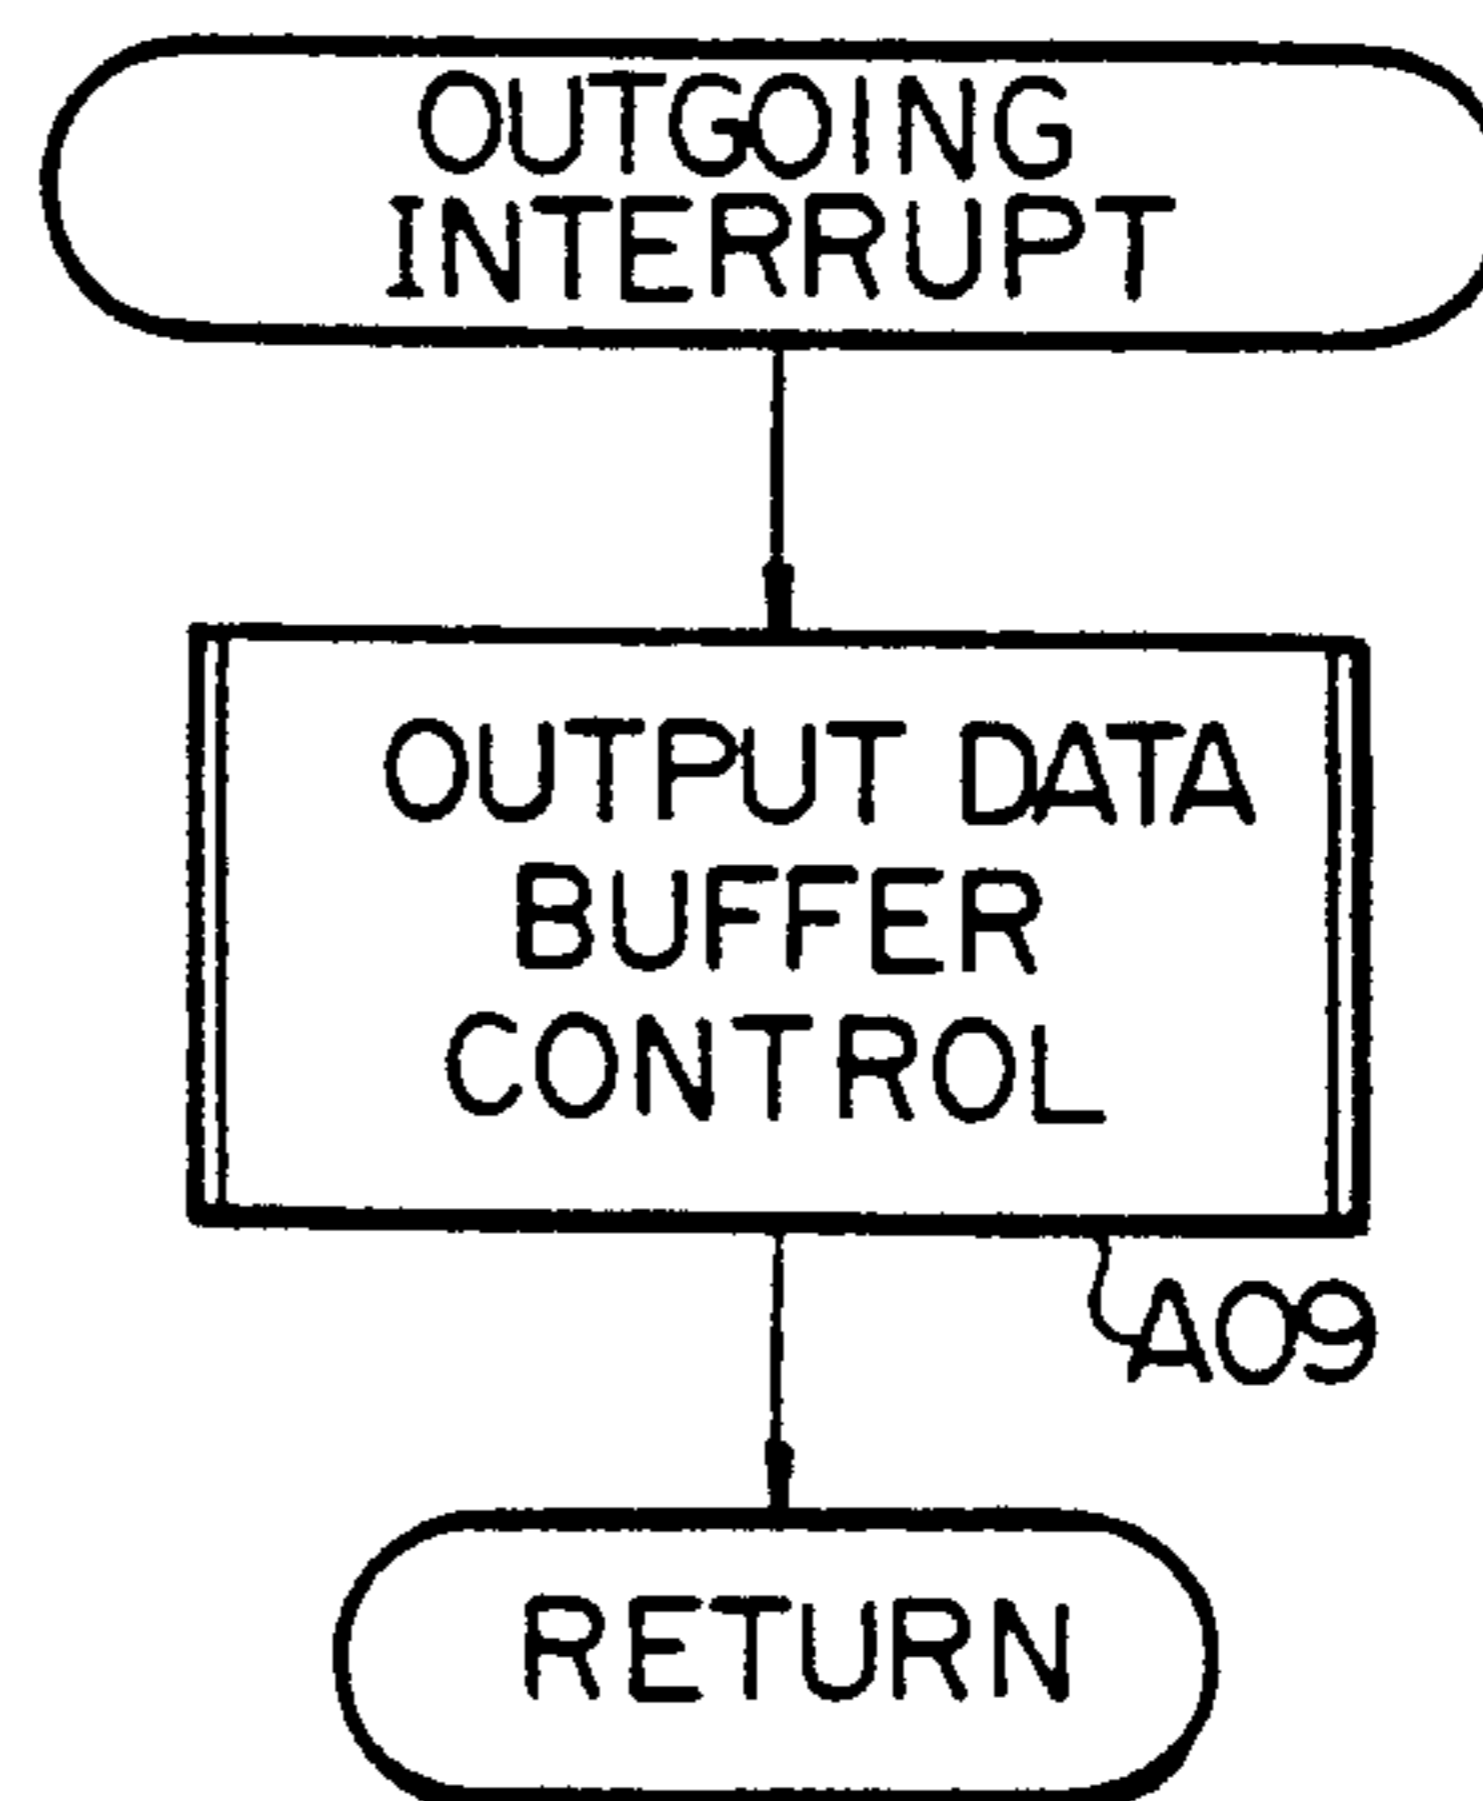 OUTGOING
INTERRUPT
OUTPUT DATA
BUFFER
CONTROL
A09
RETURN